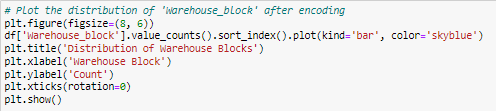 # Plot the distribution of 'Warehouse_block' after encoding
plt.figure(figsize=(8, 6))
df['Warehouse_block'].value_counts().sort_index().plot(kind='bar', color='skyblue')
plt.title('Distribution of Warehouse Blocks')
plt.xlabel('Warehouse Block')
plt.ylabel('Count')
plt.xticks(rotation=0)
plt.show()